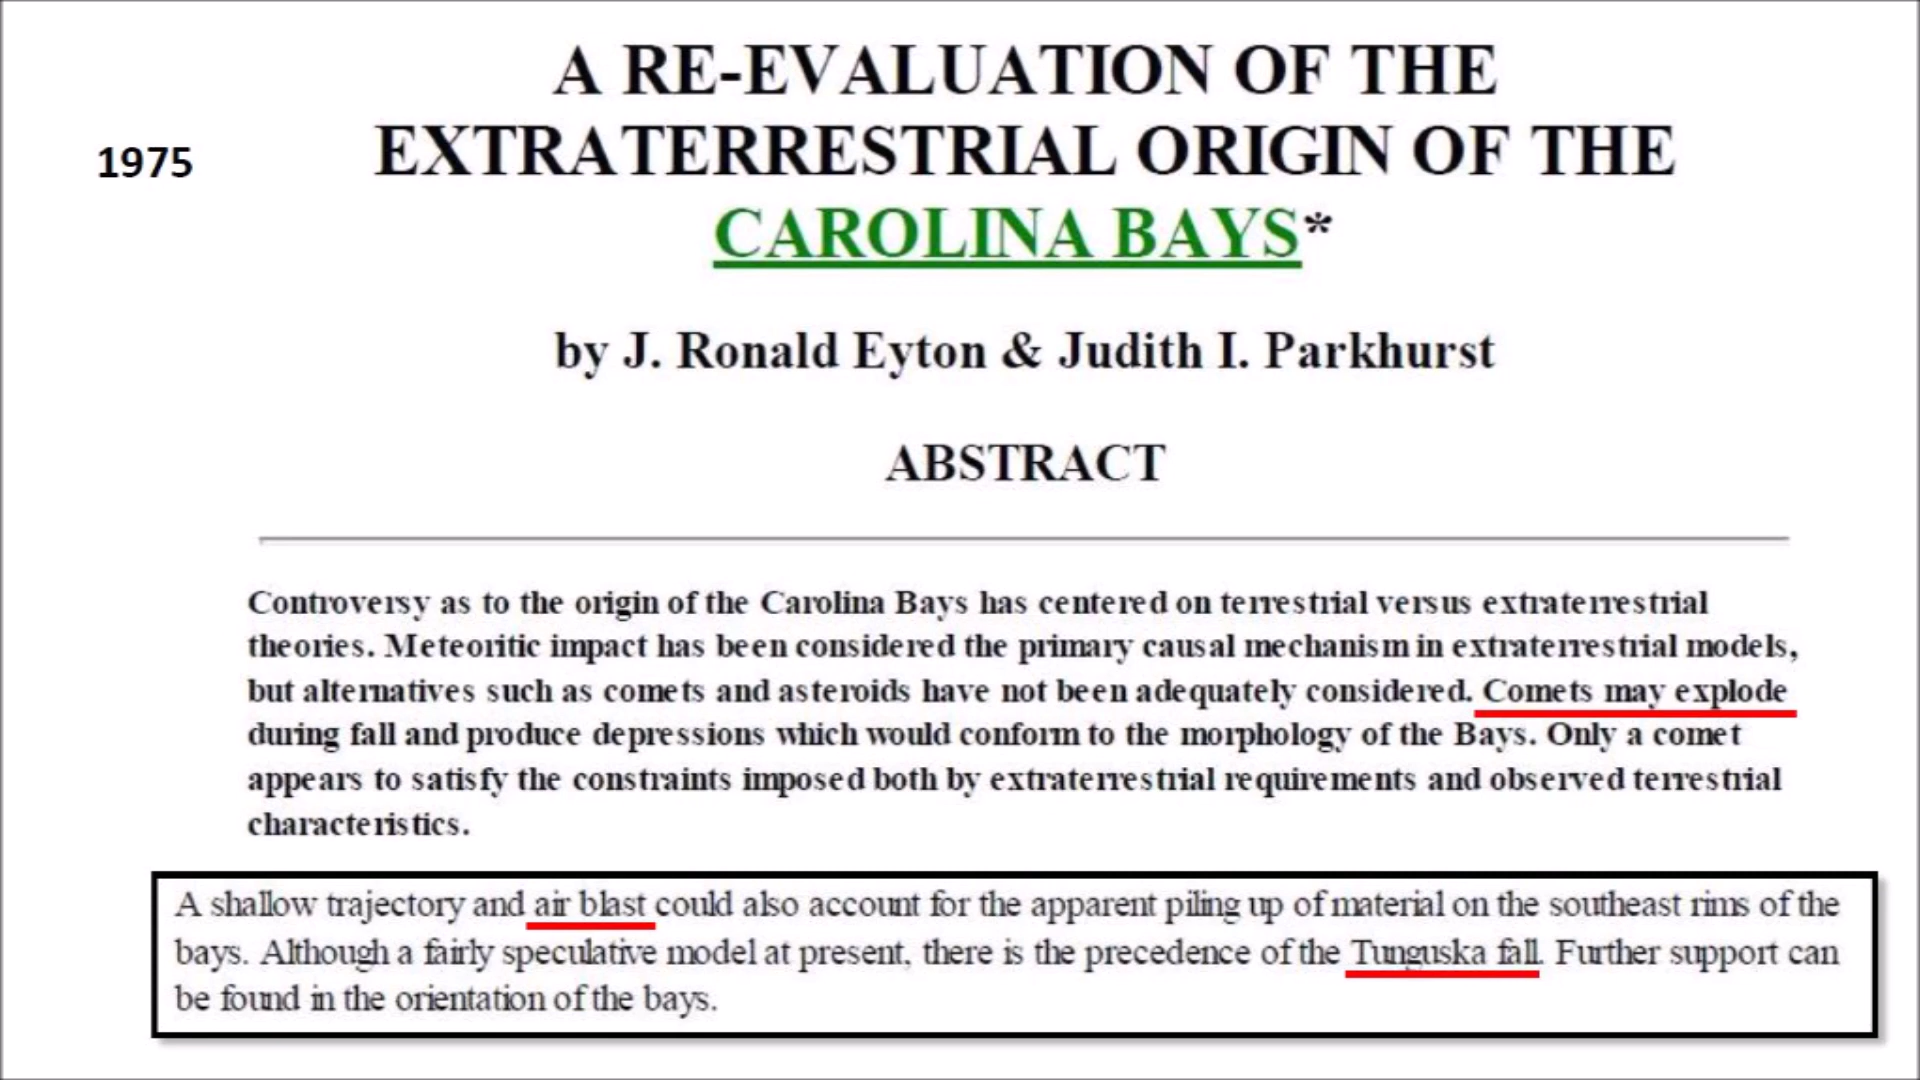 A RE-EVALUATION OF THE
1975
EXTRATERRESTRIAL ORIGIN OF THE
CAROLINA BAYS*
by J. Ronald Eyton & Judith I. Parkhurst
ABSTRACT
Controversy as to the origin of the Carolina Bays has centered on terrestrial versus extraterrestrial
theories. Meteoritic impact has been considered the primary causal mechanism in extraterrestrial models,
but alternatives such as comets and asteroids have not been adequately considered. Comets may explode
during fall and produce depressions which would conform to the morphology of the Bays. Only a comet
appears to satisfy the constraints imposed both by extraterrestrial requirements and observed terrestrial
characteristics.
A shallow trajectory and air blast could also account for the apparent piling up of material on the southeast rims of the
bays. Although a fairly speculative model at present, there is the precedence of the Tunguska fall. Further support can
be found in the orientation of the bays.